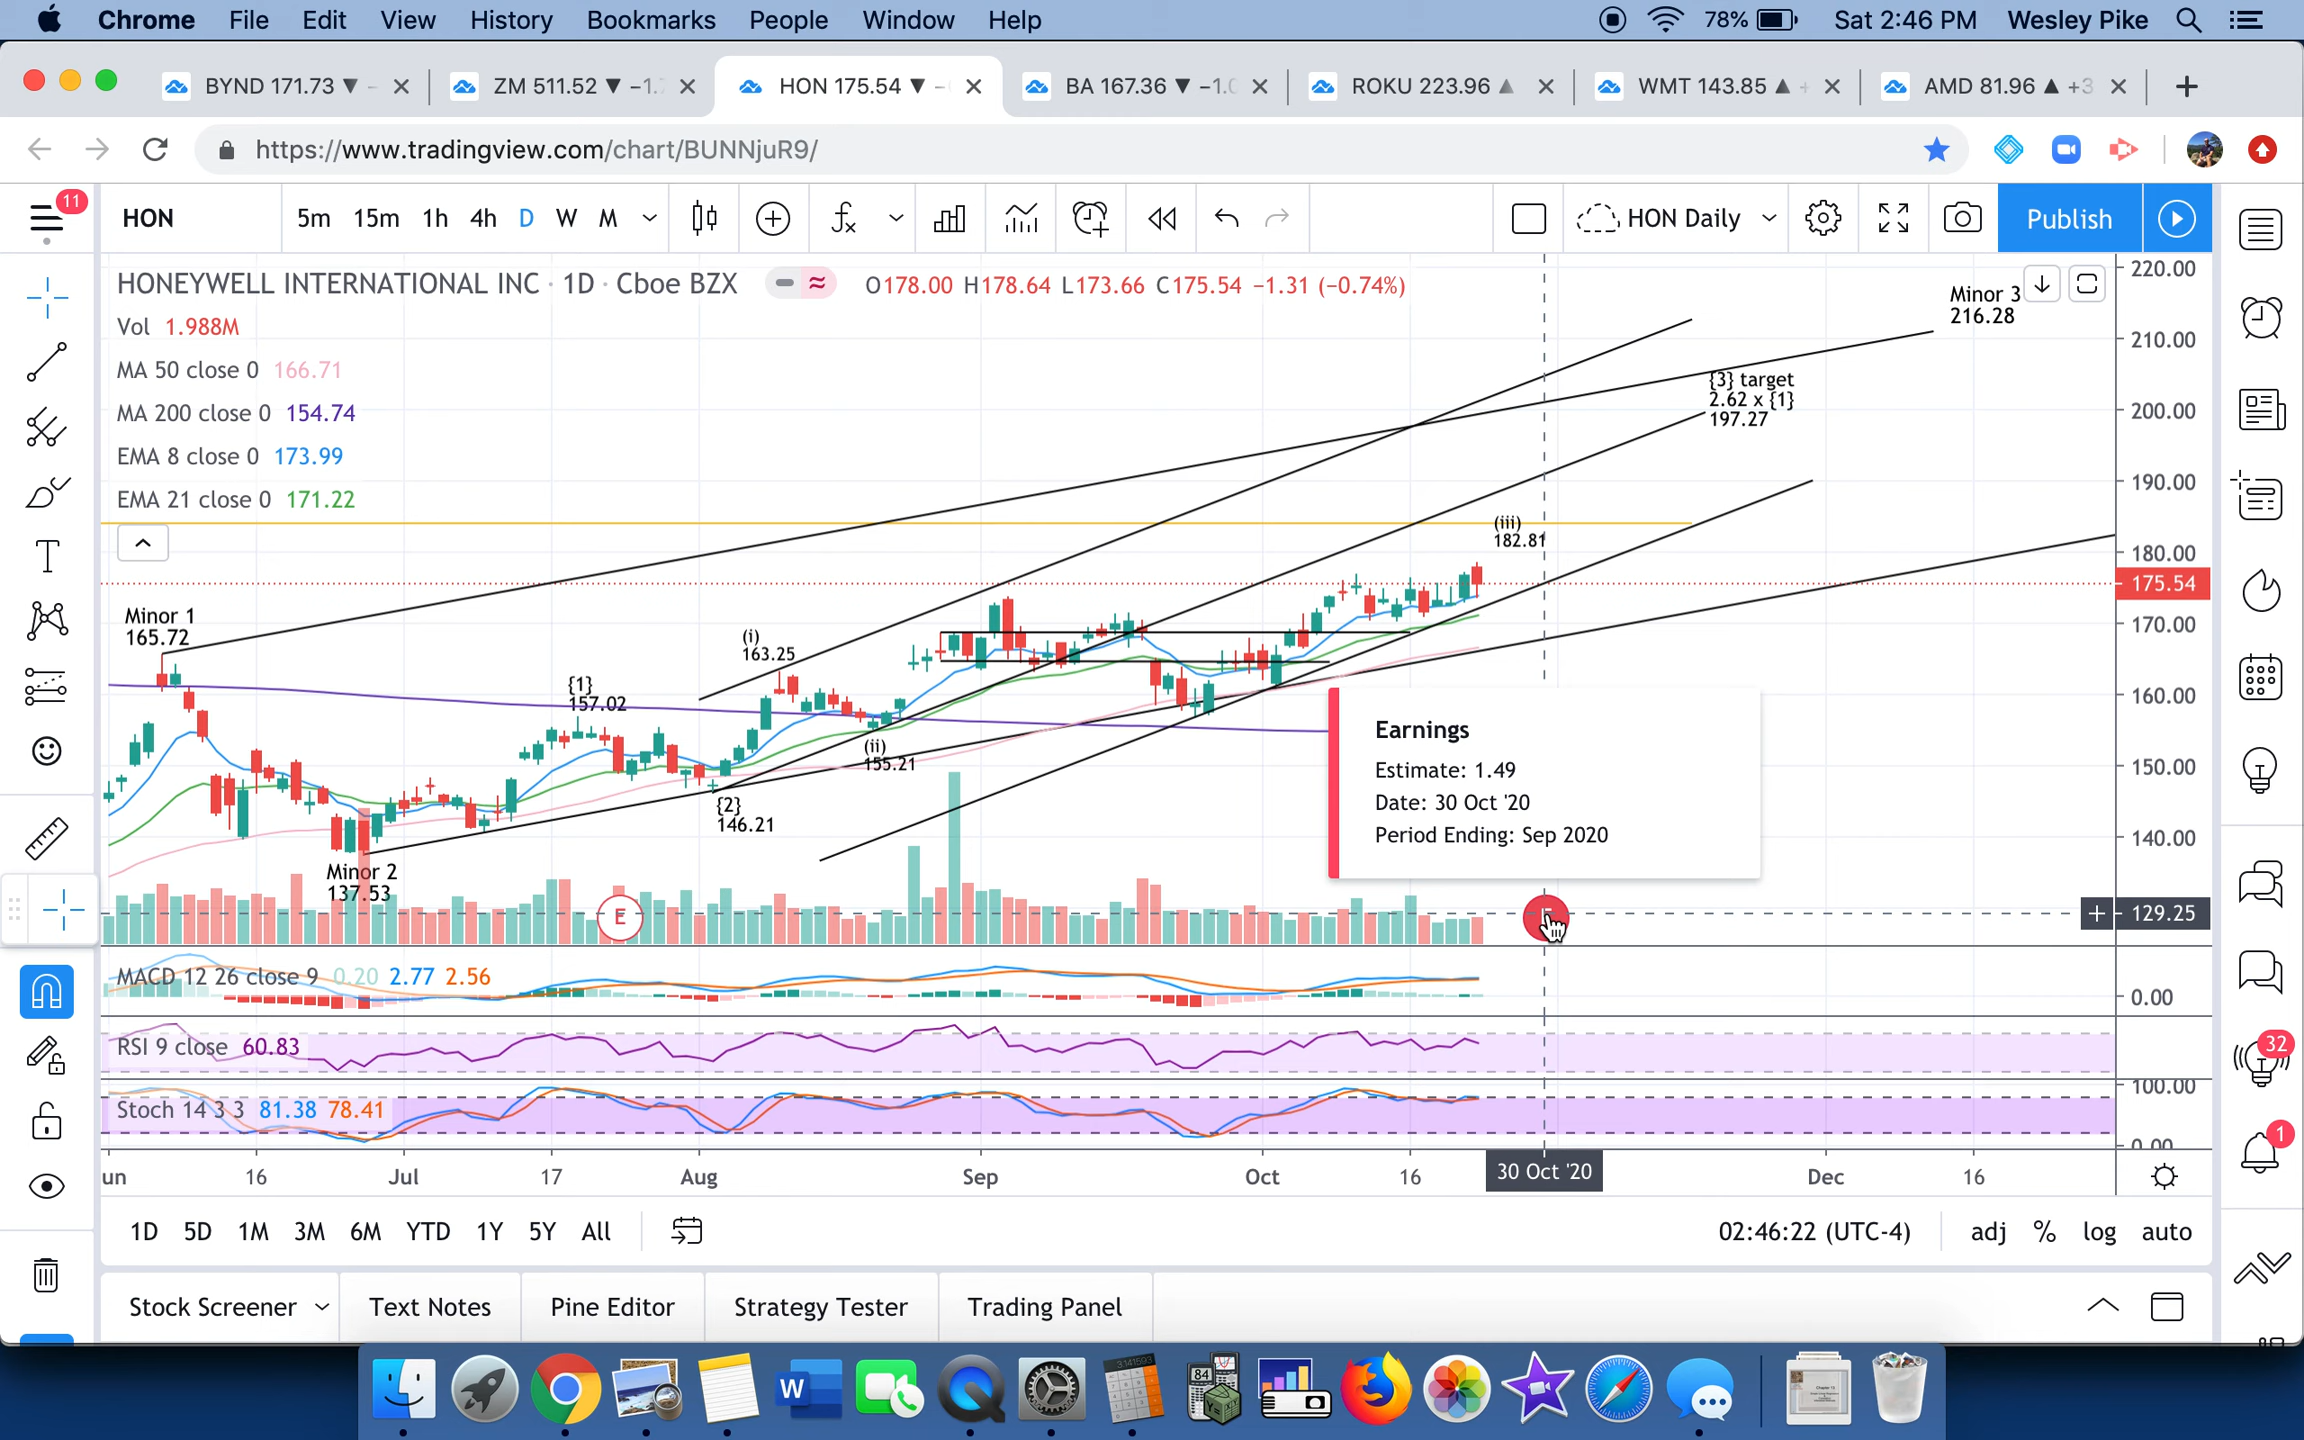 Chrome File Edit View History Bookmarks People Window Help 78% Sat 2:46 PM Wesley Pike
BYND 171.73 ▼ ZM 511.52 ▼ −1. HON 175.54 ▼ BA 167.36 ▼ −1. ROKU 223.96 ▲ WMT 143.85 ▲ + AMD 81.96 ▲ +3
https://www.tradingview.com/chart/BUNNjuR9/
11
HON 5m 15m 1h 4h D W M HON Daily Publish
HONEYWELL INTERNATIONAL INC · 1D · Cboe BZX O178.00 H178.64 L173.66 C175.54 −1.31 (−0.74%)
Vol 1.988M
MA 50 close 0 166.71
MA 200 close 0 154.74
EMA 8 close 0 173.99
EMA 21 close 0 171.22
Minor 3
216.28
{3} target
2.62 x {1}
197.27
(iii)
182.81
Minor 1
165.72
(i)
163.25
{1}
157.02
(ii)
155.21
{2}
146.21
Minor 2
137.53
220.00
210.00
200.00
190.00
180.00
175.54
170.00
160.00
150.00
140.00
129.25
Earnings
Estimate: 1.49
Date: 30 Oct '20
Period Ending: Sep 2020
E
MACD 12 26 close 9 0.20 2.77 2.56
0.00
RSI 9 close 60.83
Stoch 14 3 3 81.38 78.41
100.00
0.00
32
1
un 16 Jul 17 Aug Sep Oct 16 30 Oct '20 Dec 16
1D 5D 1M 3M 6M YTD 1Y 5Y All 02:46:22 (UTC-4) adj % log auto
Stock Screener Text Notes Pine Editor Strategy Tester Trading Panel
W
84
3.141593